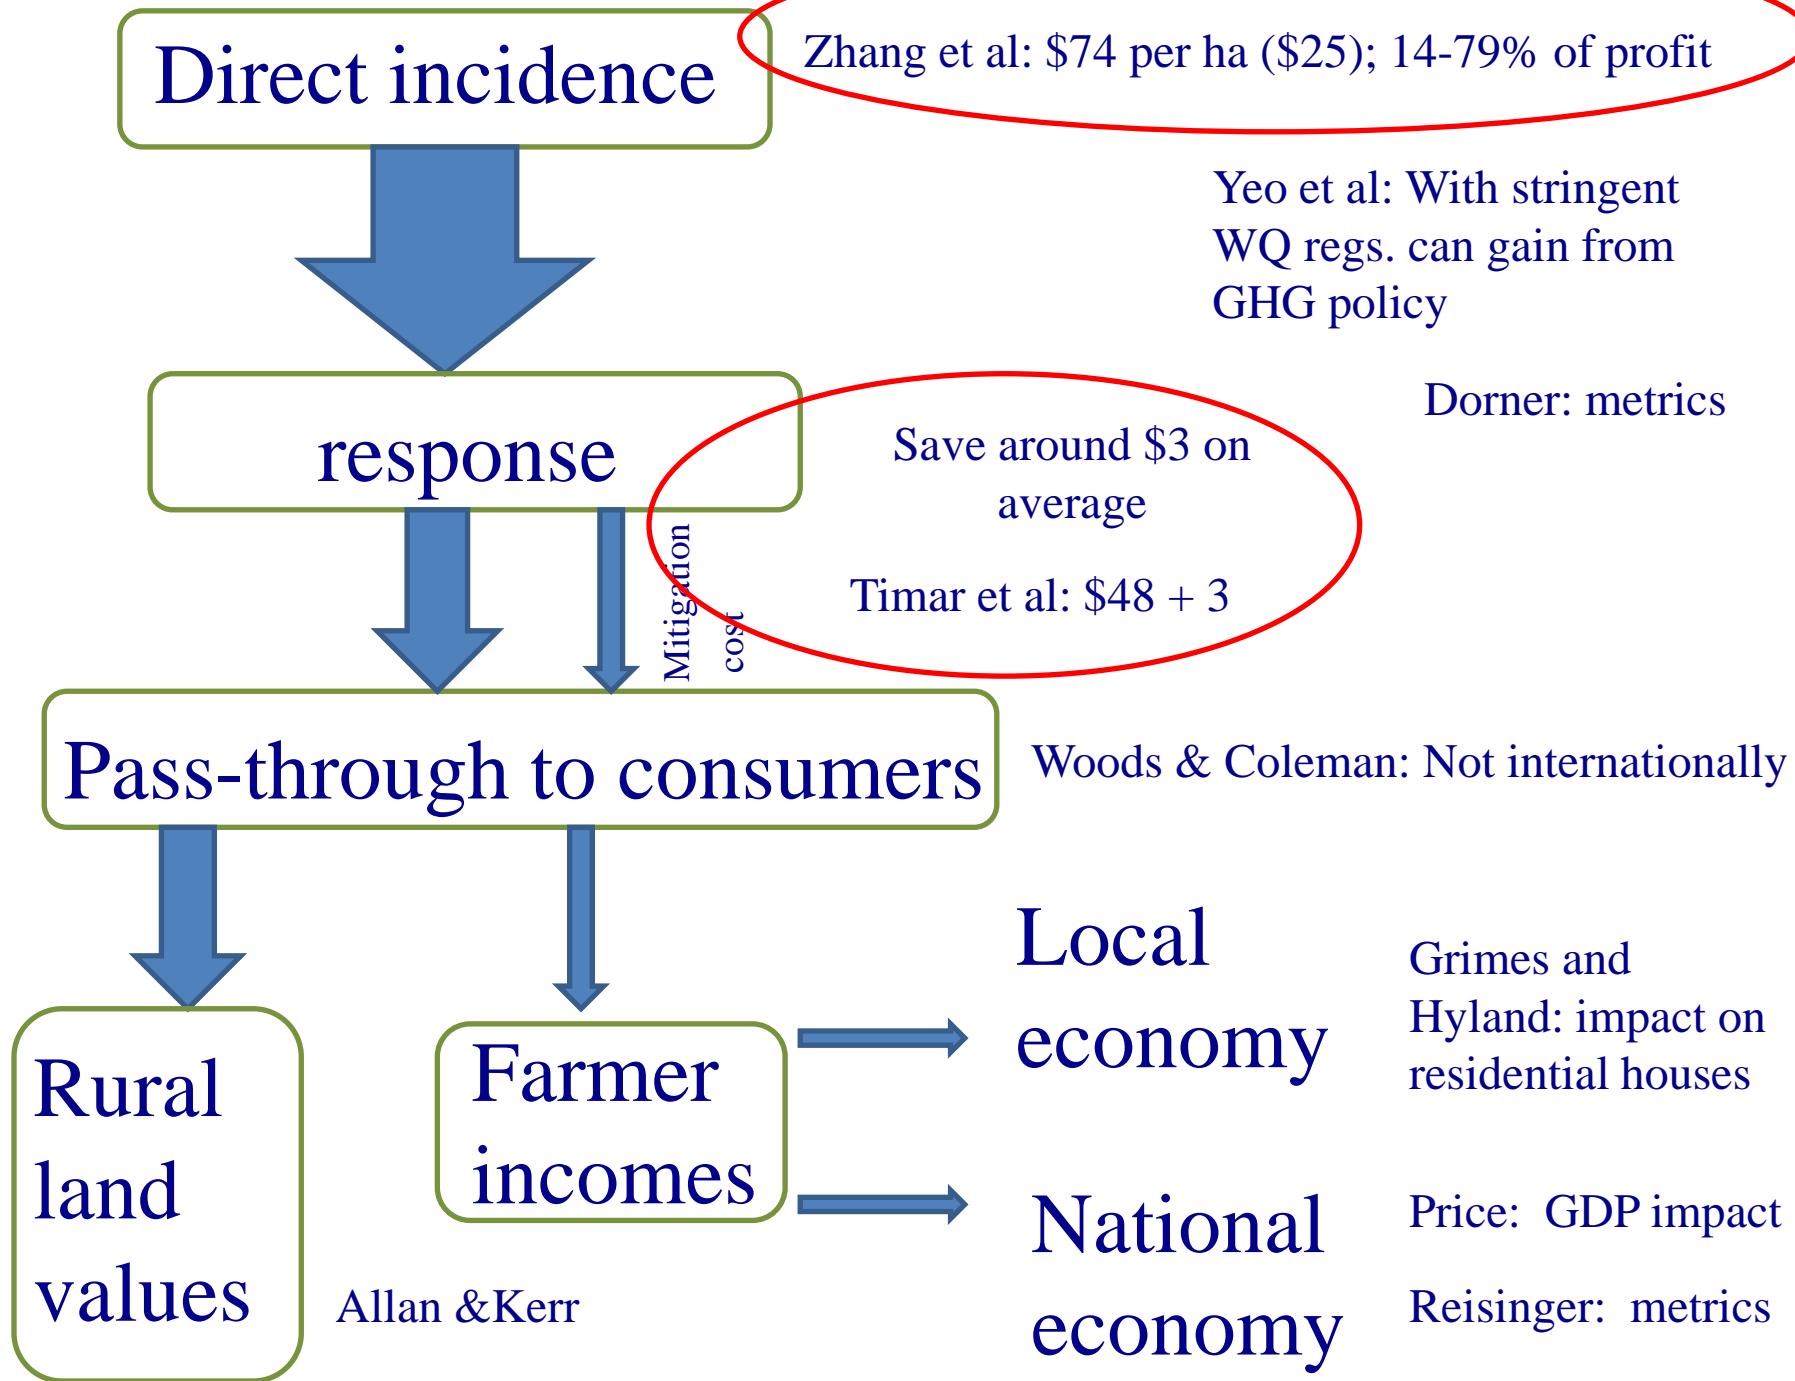 Direct incidence
Zhang et al: $74 per ha ($25); 14-79% of profit
Yeo et al: With stringent
WQ regs. can gain from
GHG policy
Dorner: metrics
response
Save around $3 on
average
Timar et al: $48 + 3
Mitigation
cost
Pass-through to consumers
Woods & Coleman: Not internationally
Local
economy
Grimes and
Hyland: impact on
residential houses
Rural
land
values
Farmer
incomes
Allan &Kerr
National
economy
Price:  GDP impact
Reisinger:  metrics